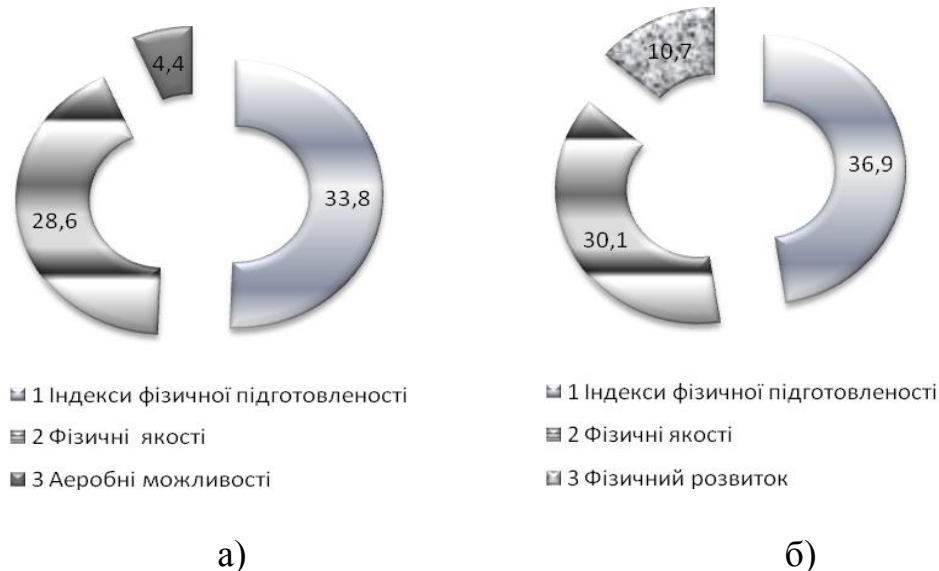 4,4
33,8
28,6
1 Індекси фізичної підготовленості
2 Фізичні якості
3 Аеробні можливості
а)
10,7
36,9
30,1
1 Індекси фізичної підготовленості
2 Фізичні якості
3 Фізичний розвиток
б)